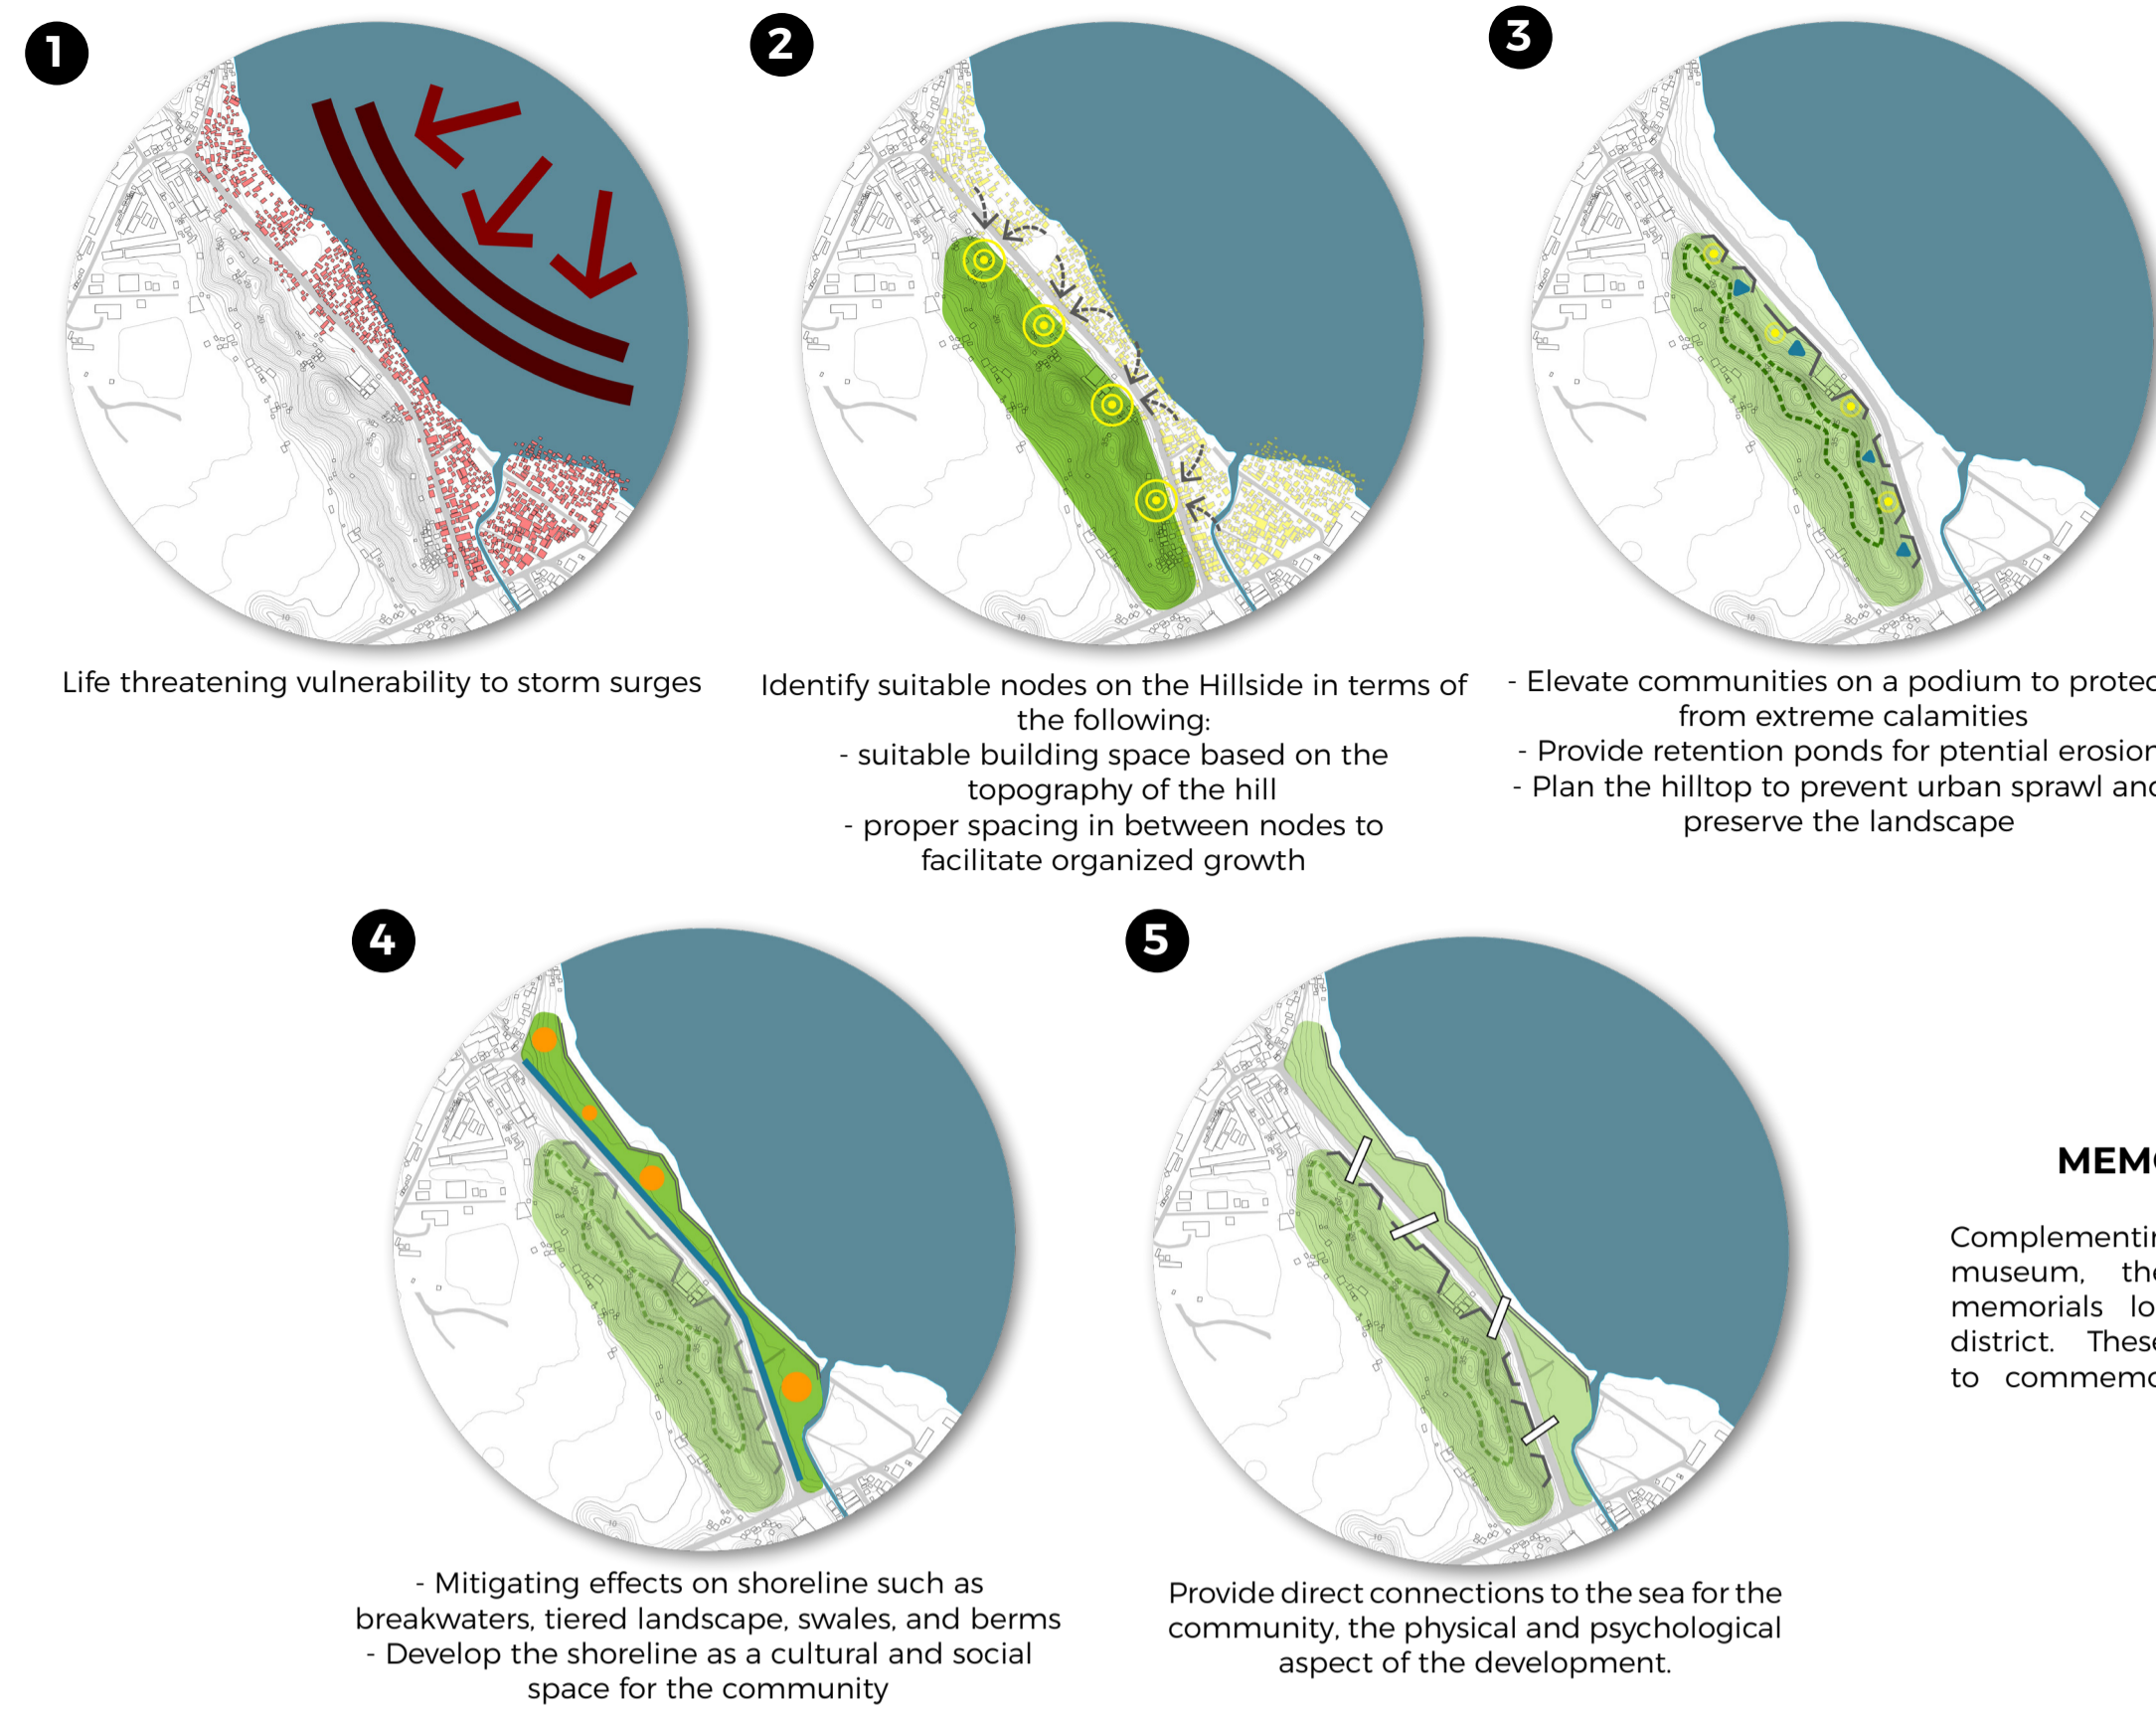 1
2
3
Life threatening vulnerability to storm surges
Identify suitable nodes on the Hillside in terms of
the following:
- suitable building space based on the
topography of the hill
- proper spacing in between nodes to
facilitate organized growth
- Elevate communities on a podium to protec
from extreme calamities
- Provide retention ponds for ptential erosion
- Plan the hilltop to prevent urban sprawl and
preserve the landscape
4
5
- Mitigating effects on shoreline such as
breakwaters, tiered landscape, swales, and berms
- Develop the shoreline as a cultural and social
space for the community
Provide direct connections to the sea for the
community, the physical and psychological
aspect of the development.
MEM
Complementin
museum, the
memorials lo
district. These
to commemo